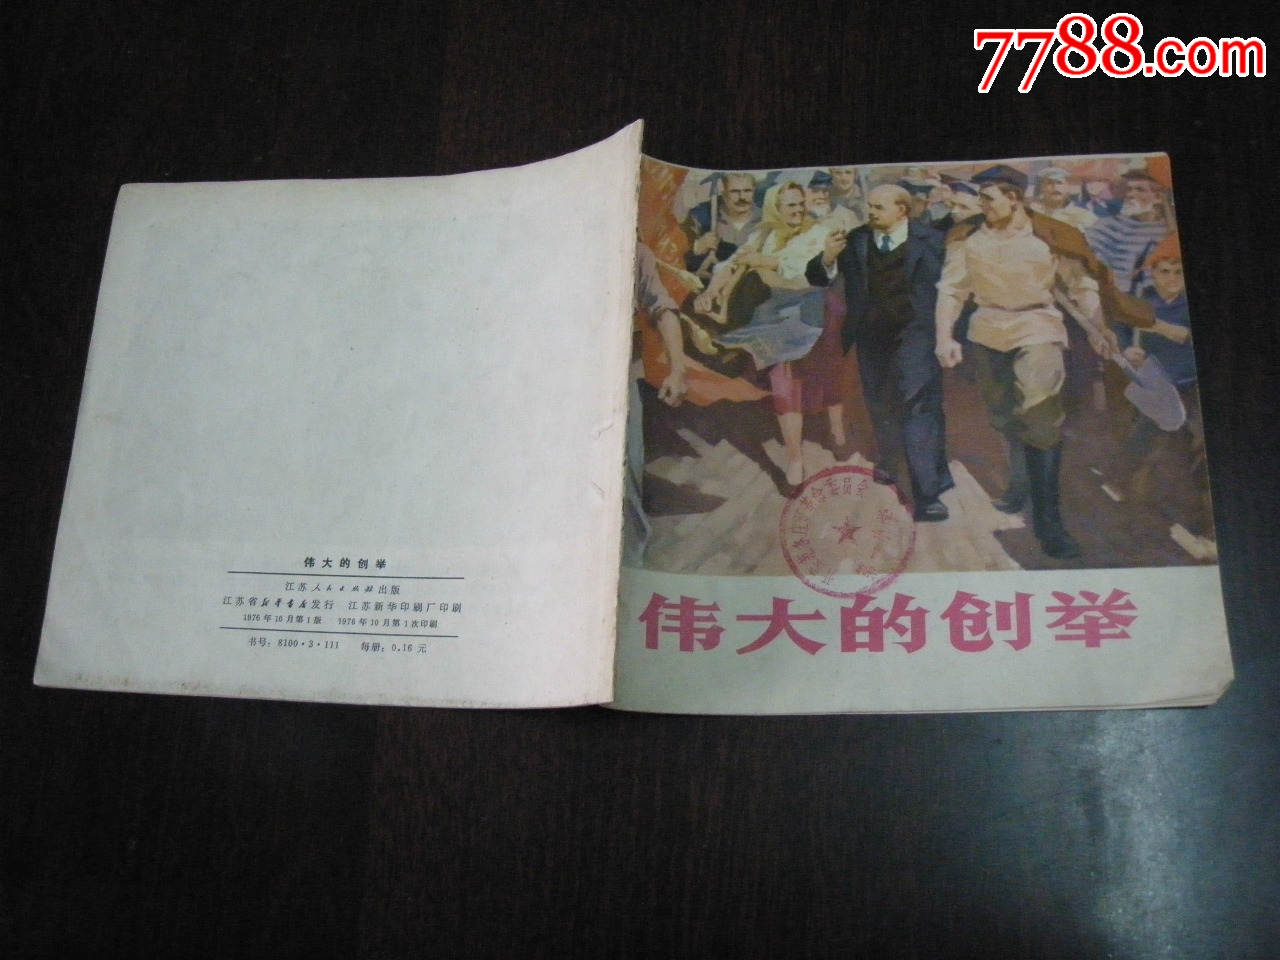 7788.com
伟大的创举
江苏人民出版社出版
江苏省新华书店发行 江苏新华印刷厂印刷
1976年10月第1版 1976年10月第1次印刷
书号：8100·3·111 每册：0.16元
伟大的创举